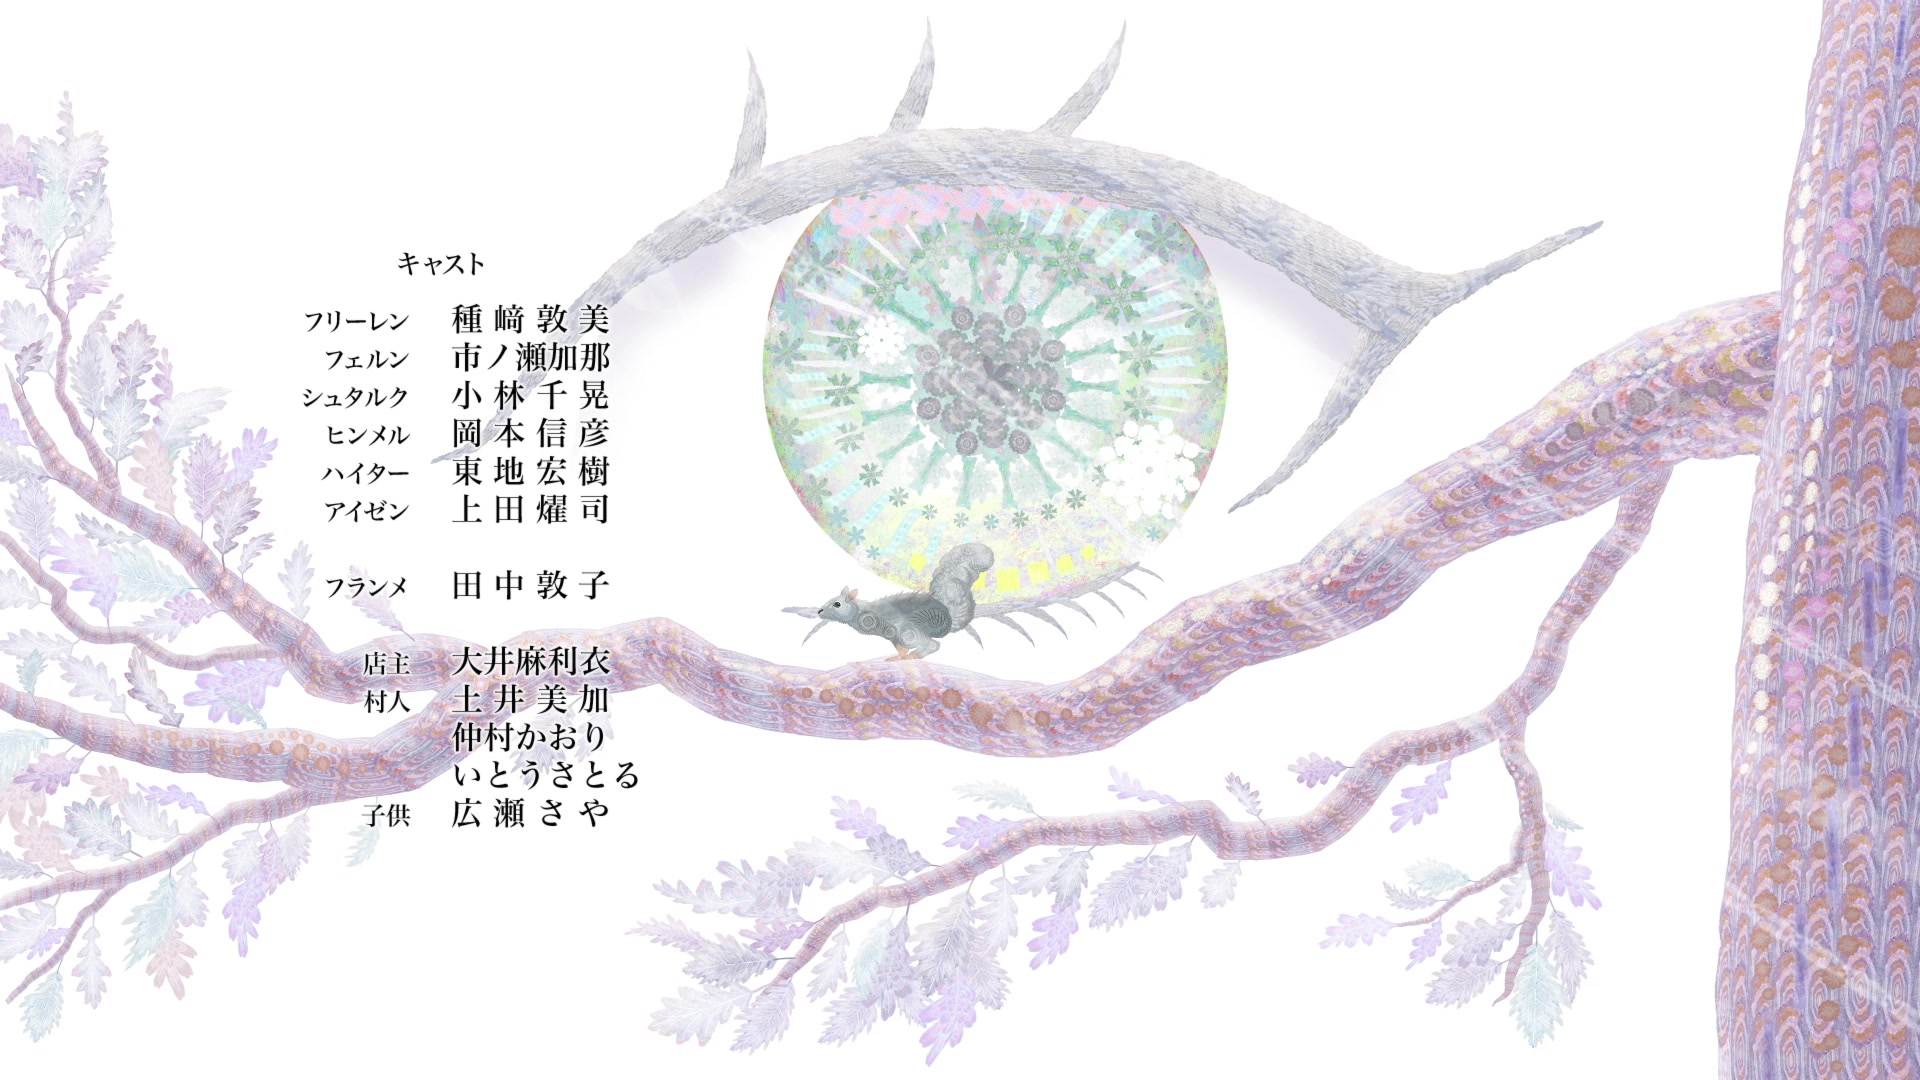 キャスト
フリーレン 種﨑敦美
フェルン 市ノ瀬加那
シュタルク 小林千晃
ヒンメル 岡本信彦
ハイター 東地宏樹
アイゼン 上田燿司
フランメ 田中敦子
店主 大井麻利衣
村人 土井美加
仲村かおり
いとうさとる
子供 広瀬さや